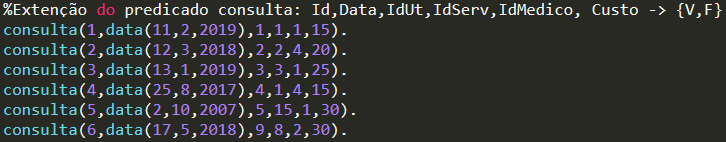 %Extenção do predicado consulta: Id,Data,IdUt,IdServ,IdMedico, Custo -> {V,F}
consulta(1,data(11,2,2019),1,1,1,15).
consulta(2,data(12,3,2018),2,2,4,20).
consulta(3,data(13,1,2019),3,3,1,25).
consulta(4,data(25,8,2017),4,1,4,15).
consulta(5,data(2,10,2007),5,15,1,30).
consulta(6,data(17,5,2018),9,8,2,30).